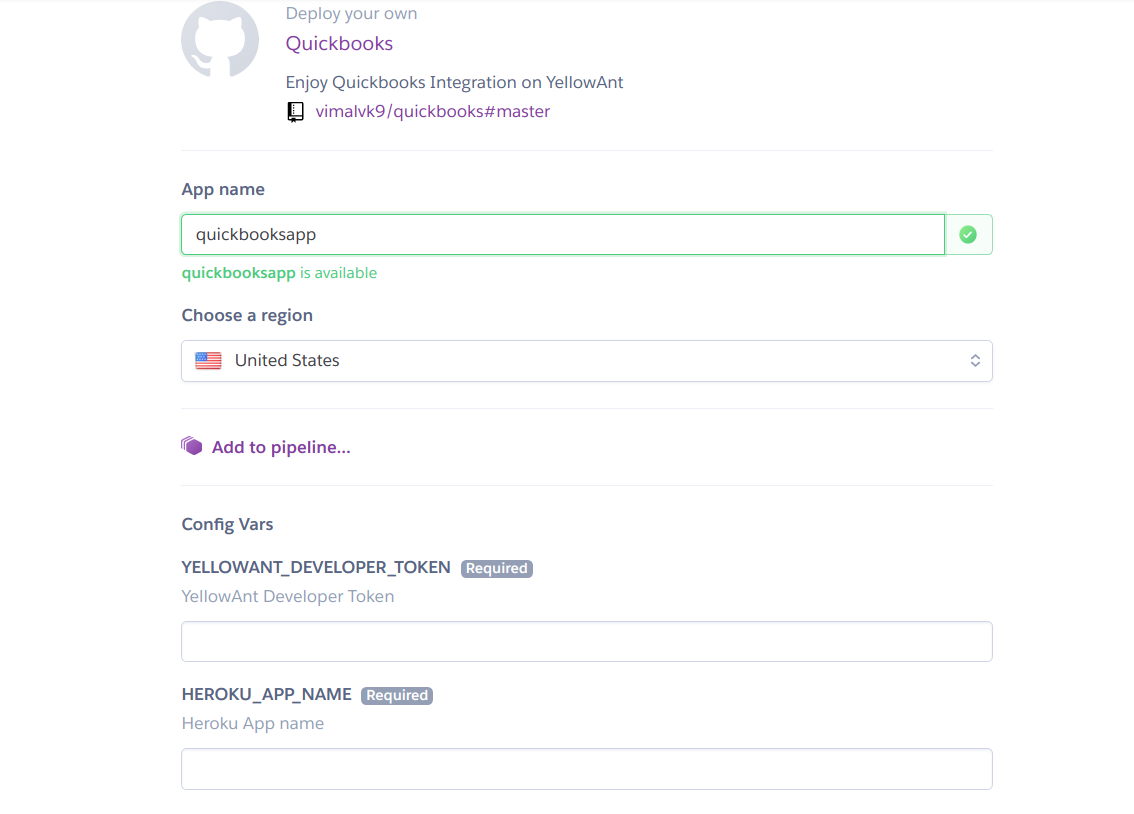 Deploy your own
Quickbooks
Enjoy Quickbooks Integration on YellowAnt
vimalvk9/quickbooks#master
App name
quickbooksapp
quickbooksapp is available
Choose a region
United States
Add to pipeline...
Config Vars
YELLOWANT_DEVELOPER_TOKEN Required
YellowAnt Developer Token
HEROKU_APP_NAME Required
Heroku App name